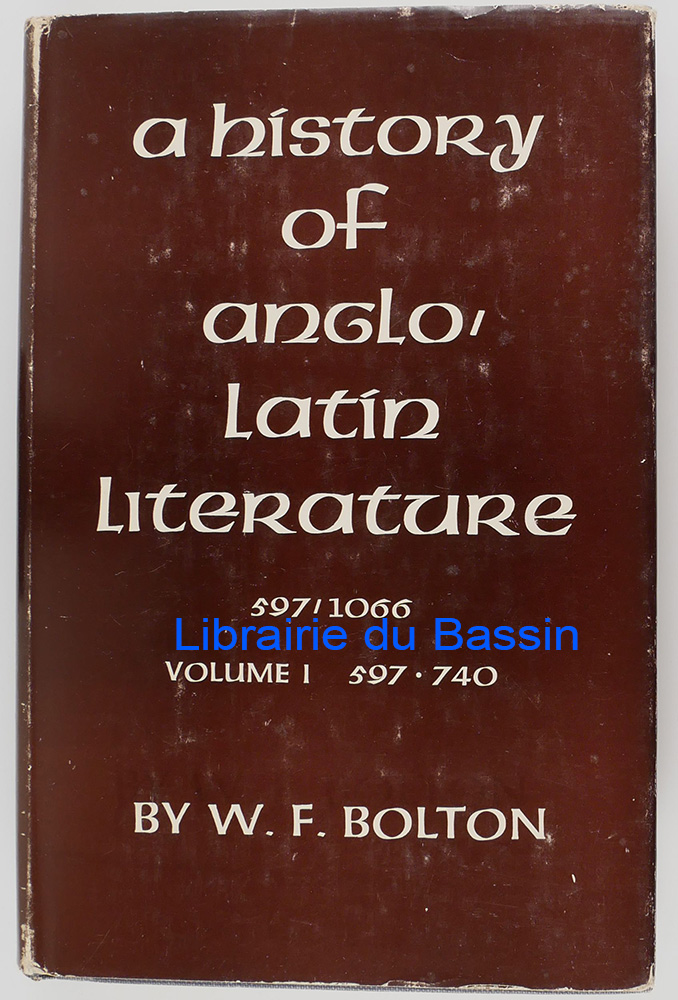 a history
of
anglo/
Latin
Literature
597/1066
Librairie du Bassin
VOLUME I 597 · 740
BY W. F. BOLTON